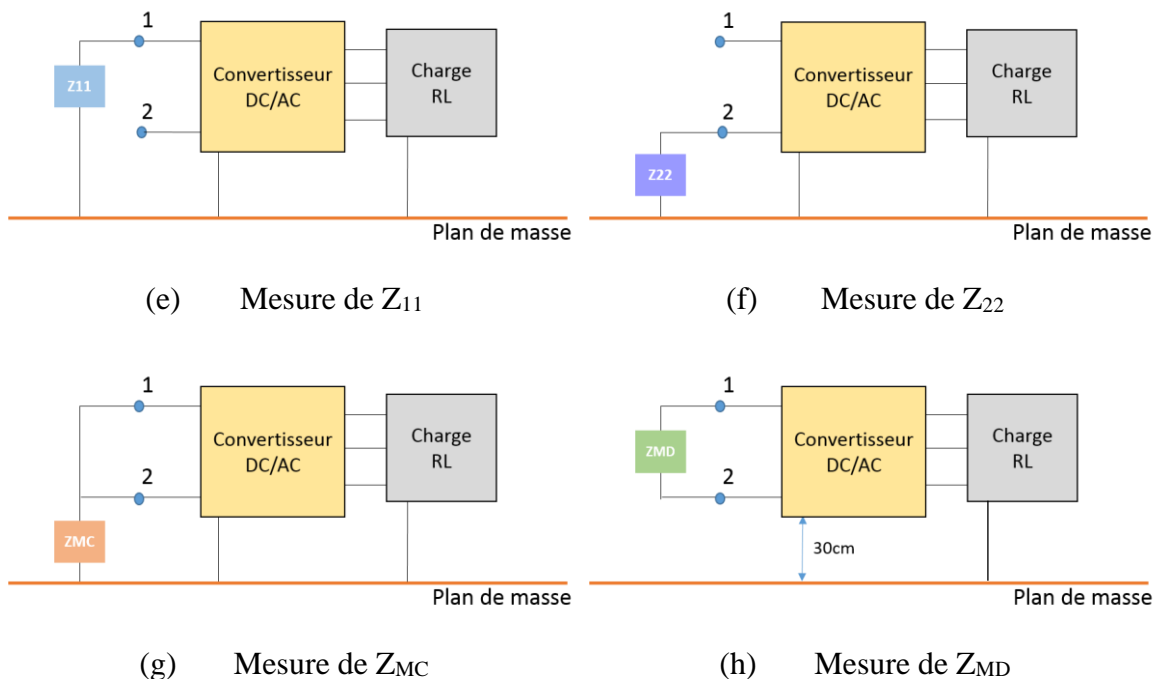 1
Z11
Convertisseur
DC/AC
Charge
RL
2
Plan de masse
(e) Mesure de Z11
1
Convertisseur
DC/AC
Charge
RL
2
Z22
Plan de masse
(f) Mesure de Z22
1
Convertisseur
DC/AC
Charge
RL
2
ZMC
Plan de masse
(g) Mesure de ZMC
1
ZMD
Convertisseur
DC/AC
Charge
RL
2
30cm
Plan de masse
(h) Mesure de ZMD